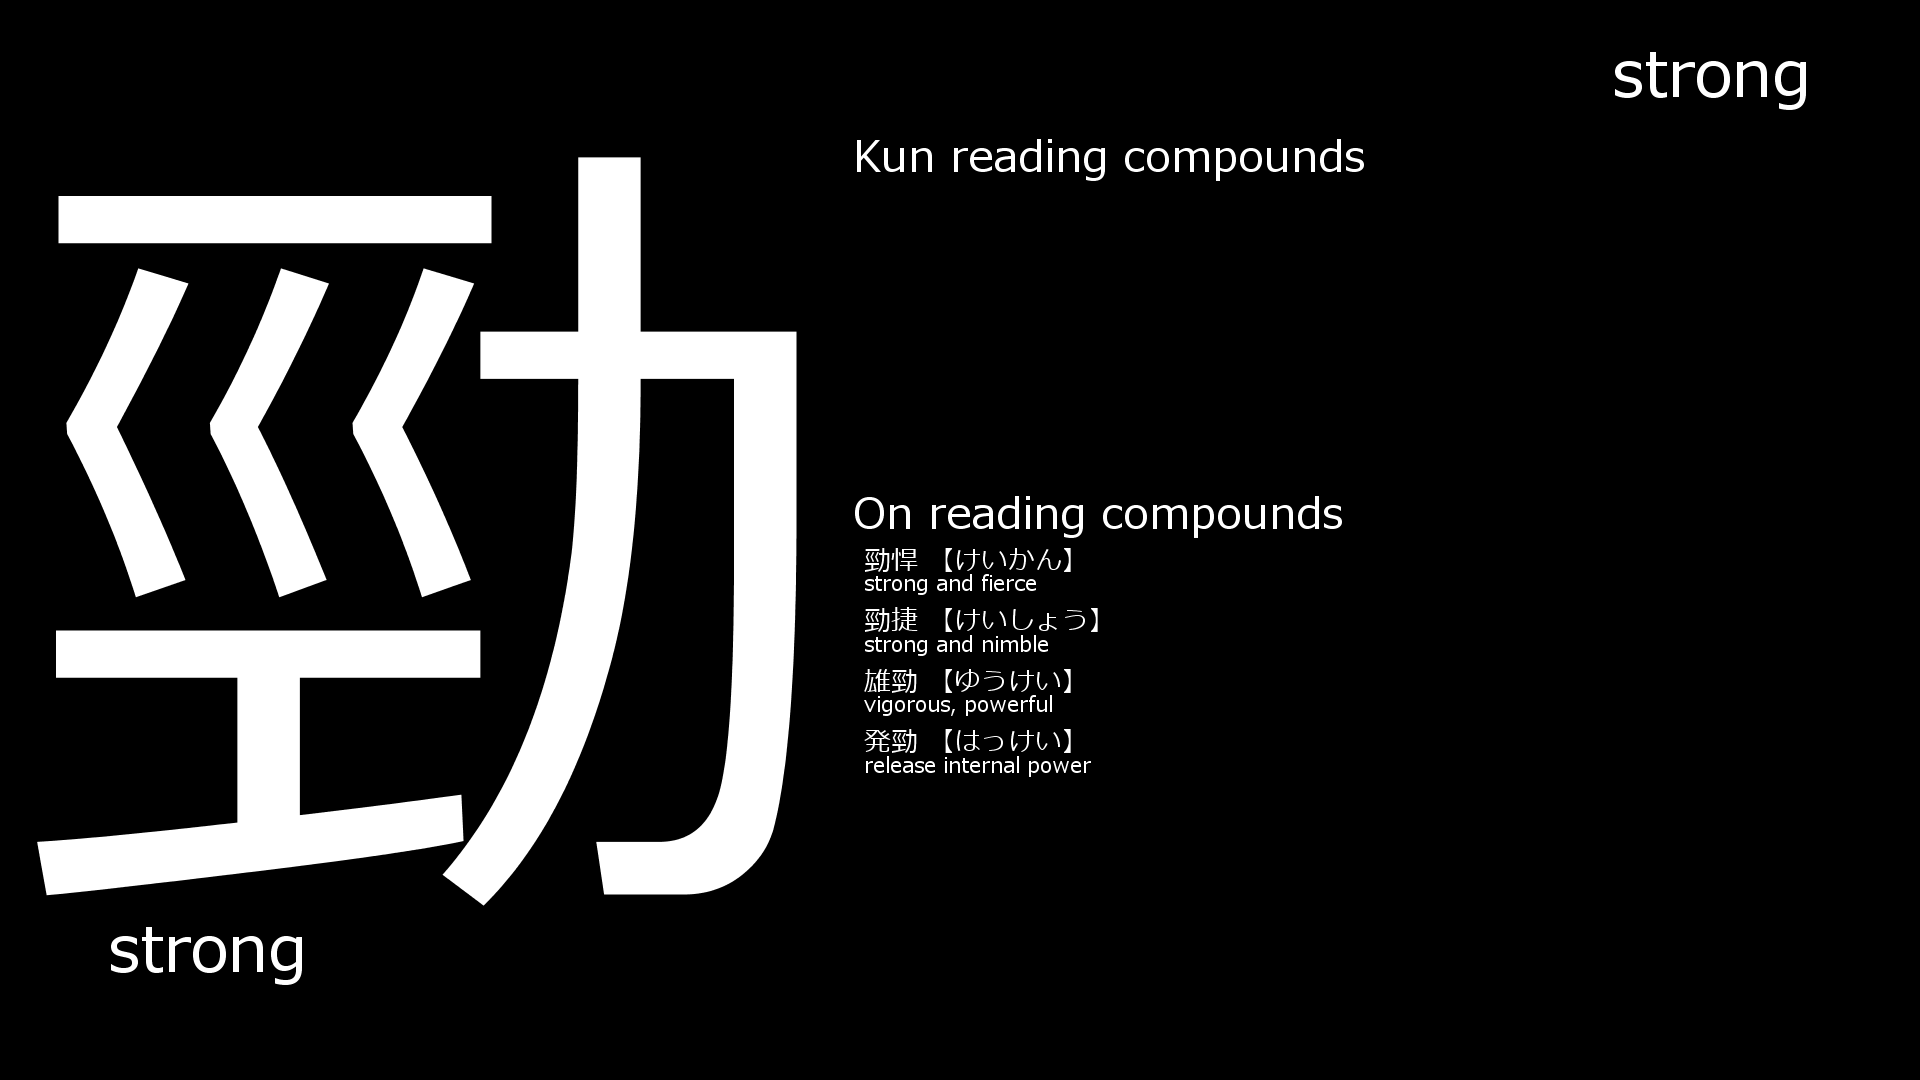 strong
勁
Kun reading compounds
On reading compounds
勁悍 【けいかん】
strong and fierce
勁捷 【けいしょう】
strong and nimble
雄勁 【ゆうけい】
vigorous, powerful
発勁 【はっけい】
release internal power
strong